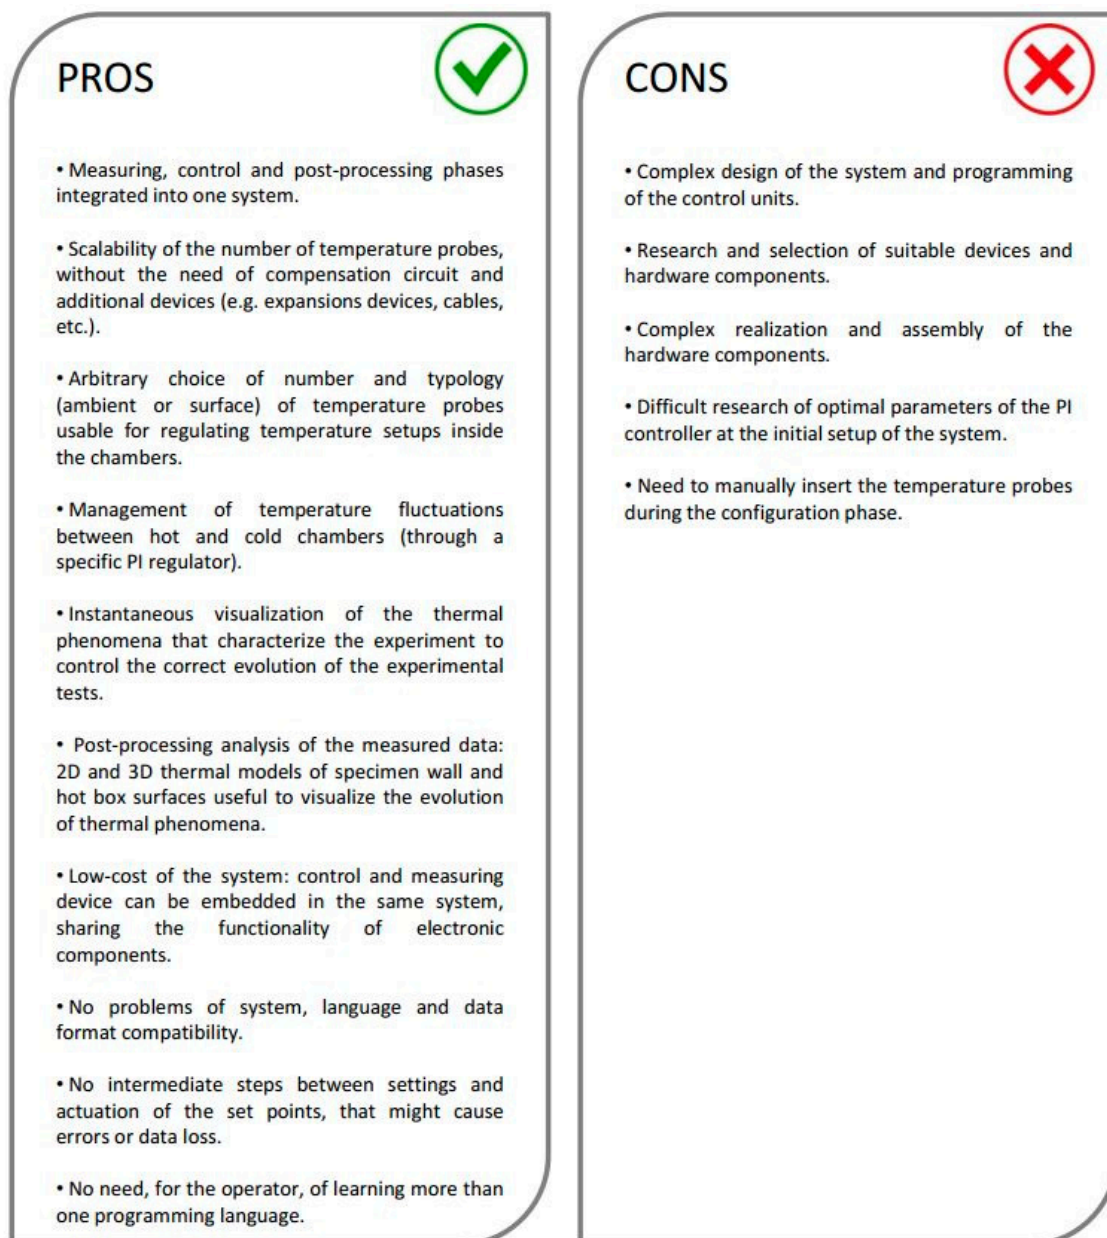 PROS
• Measuring, control and post-processing phases
integrated into one system.
• Scalability of the number of temperature probes,
without the need of compensation circuit and
additional devices (e.g. expansions devices, cables,
etc.).
• Arbitrary choice of number and typology
(ambient or surface) of temperature probes
usable for regulating temperature setups inside
the chambers.
• Management of temperature fluctuations
between hot and cold chambers (through a
specific PI regulator).
• Instantaneous visualization of the thermal
phenomena that characterize the experiment to
control the correct evolution of the experimental
tests.
• Post-processing analysis of the measured data:
2D and 3D thermal models of specimen wall and
hot box surfaces useful to visualize the evolution
of thermal phenomena.
• Low-cost of the system: control and measuring
device can be embedded in the same system,
sharing the functionality of electronic
components.
• No problems of system, language and data
format compatibility.
• No intermediate steps between settings and
actuation of the set points, that might cause
errors or data loss.
• No need, for the operator, of learning more than
one programming language.
CONS
• Complex design of the system and programming
of the control units.
• Research and selection of suitable devices and
hardware components.
• Complex realization and assembly of the
hardware components.
• Difficult research of optimal parameters of the PI
controller at the initial setup of the system.
• Need to manually insert the temperature probes
during the configuration phase.